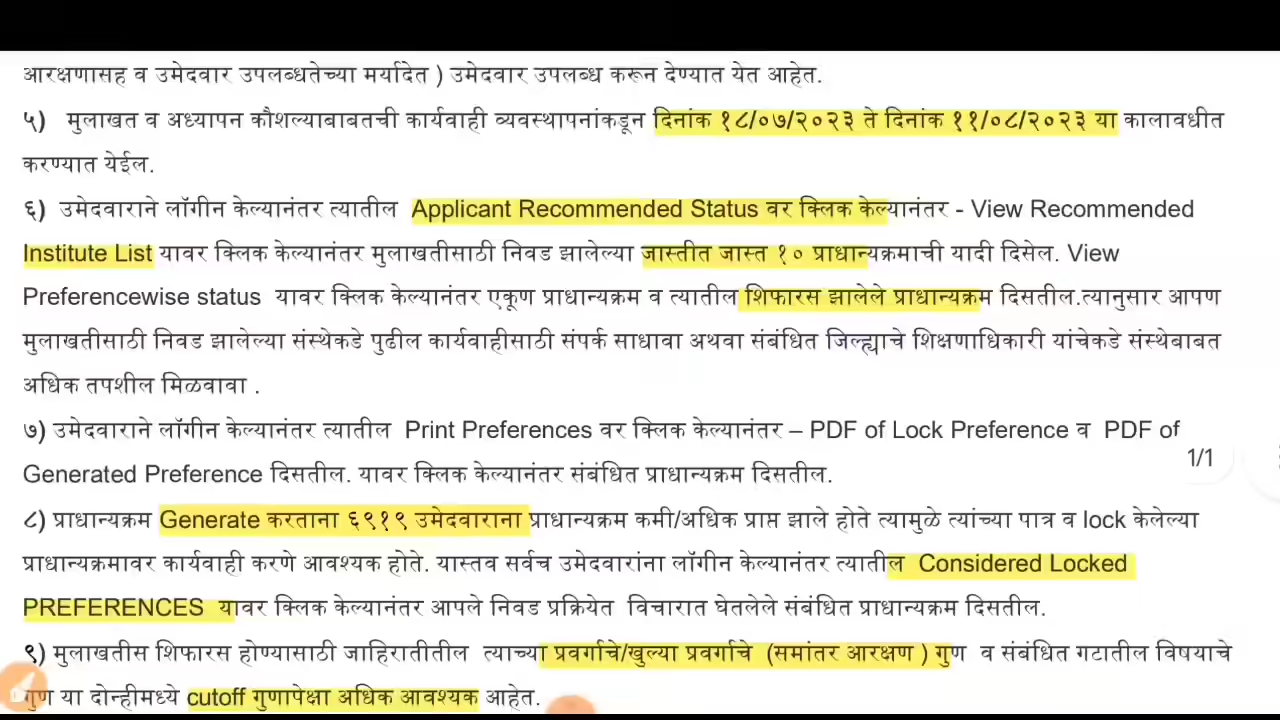 आरक्षणासह व उमेदवार उपलब्धतेच्या मर्यादेत ) उमेदवार उपलब्ध करून देण्यात येत आहेत.
५) मुलाखत व अध्यापन कौशल्याबाबतची कार्यवाही व्यवस्थापनांकडून दिनांक १८/०७/२०२३ ते दिनांक ११/०८/२०२३ या कालावधीत
करण्यात येईल.
६) उमेदवाराने लॉगीन केल्यानंतर त्यातील Applicant Recommended Status वर क्लिक केल्यानंतर - View Recommended
Institute List यावर क्लिक केल्यानंतर मुलाखतीसाठी निवड झालेल्या जास्तीत जास्त १० प्राधान्यक्रमाची यादी दिसेल. View
Preferencewise status यावर क्लिक केल्यानंतर एकूण प्राधान्यक्रम व त्यातील शिफारस झालेले प्राधान्यक्रम दिसतील.त्यानुसार आपण
मुलाखतीसाठी निवड झालेल्या संस्थेकडे पुढील कार्यवाहीसाठी संपर्क साधावा अथवा संबंधित जिल्ह्याचे शिक्षणाधिकारी यांचेकडे संस्थेबाबत
अधिक तपशील मिळवावा .
७) उमेदवाराने लॉगीन केल्यानंतर त्यातील Print Preferences वर क्लिक केल्यानंतर – PDF of Lock Preference व PDF of
Generated Preference दिसतील. यावर क्लिक केल्यानंतर संबंधित प्राधान्यक्रम दिसतील.
1/1
८) प्राधान्यक्रम Generate करताना ६९१९ उमेदवाराना प्राधान्यक्रम कमी/अधिक प्राप्त झाले होते त्यामुळे त्यांच्या पात्र व lock केलेल्या
प्राधान्यक्रमावर कार्यवाही करणे आवश्यक होते. यास्तव सर्वच उमेदवारांना लॉगीन केल्यानंतर त्यातील Considered Locked
PREFERENCES यावर क्लिक केल्यानंतर आपले निवड प्रक्रियेत विचारात घेतलेले संबंधित प्राधान्यक्रम दिसतील.
९) मुलाखतीस शिफारस होण्यासाठी जाहिरातीतील त्याच्या प्रवर्गाचे/खुल्या प्रवर्गाचे (समांतर आरक्षण ) गुण व संबंधित गटातील विषयाचे
गुण या दोन्हीमध्ये cutoff गुणापेक्षा अधिक आवश्यक आहेत.